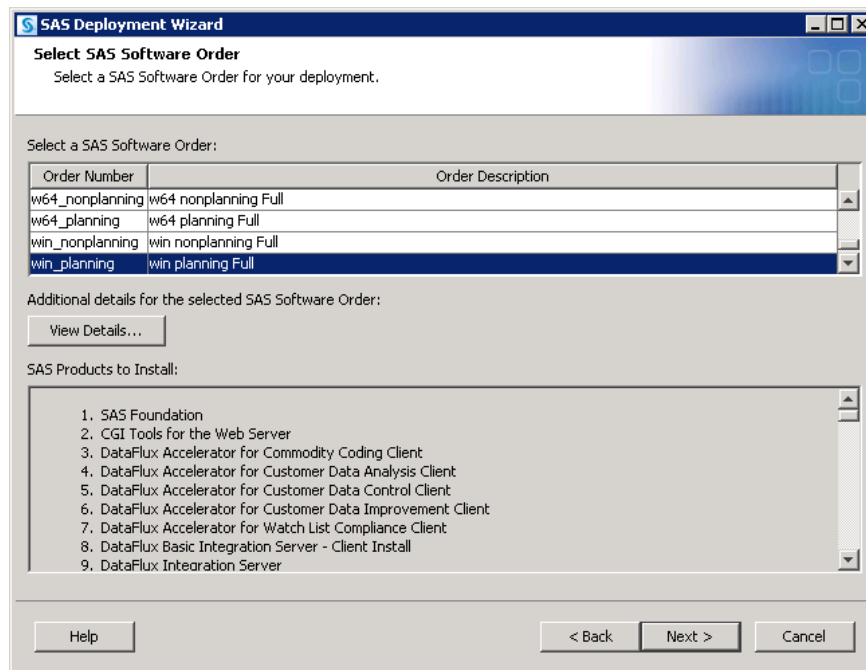 SAS Deployment Wizard
Select SAS Software Order
Select a SAS Software Order for your deployment.
Select a SAS Software Order:
Order Number Order Description
w64_nonplanning w64 nonplanning Full
w64_planning w64 planning Full
win_nonplanning win nonplanning Full
win_planning win planning Full
Additional details for the selected SAS Software Order:
View Details...
SAS Products to Install:
1. SAS Foundation
2. CGI Tools for the Web Server
3. DataFlux Accelerator for Commodity Coding Client
4. DataFlux Accelerator for Customer Data Analysis Client
5. DataFlux Accelerator for Customer Data Control Client
6. DataFlux Accelerator for Customer Data Improvement Client
7. DataFlux Accelerator for Watch List Compliance Client
8. DataFlux Basic Integration Server - Client Install
9. DataFlux Integration Server
Help < Back Next > Cancel